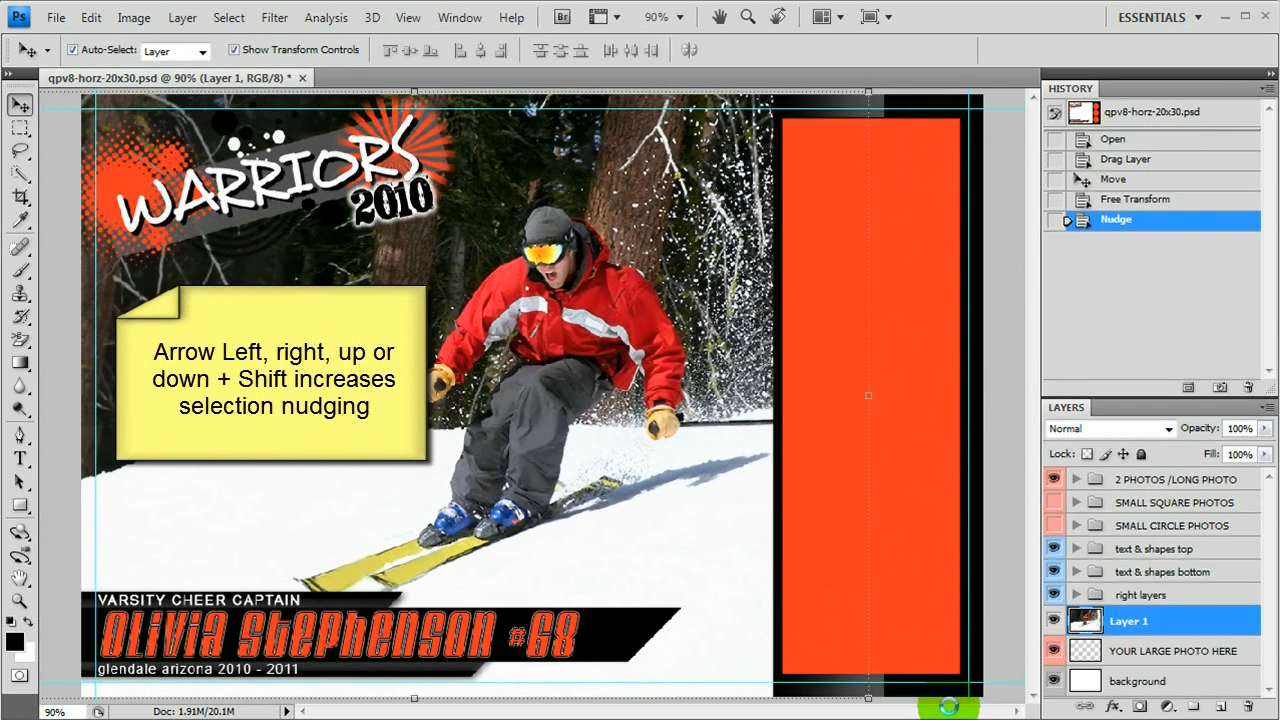 Ps File Edit Image Layer Select Filter Analysis 3D View Window Help Br 90% ESSENTIALS
Auto-Select: Layer Show Transform Controls
qpv8-horz-20x30.psd @ 90% (Layer 1, RGB/8) *
WARRIORS
2010
Arrow Left, right, up or
down + Shift increases
selection nudging
VARSITY CHEER CAPTAIN
Olivia Stephenson #68
glendale arizona 2010 - 2011
90% Doc: 1.91M/20.1M
HISTORY
qpv8-horz-20x30.psd
Open
Drag Layer
Move
Free Transform
Nudge
LAYERS
Normal Opacity: 100%
Lock: Fill: 100%
2 PHOTOS /LONG PHOTO
SMALL SQUARE PHOTOS
SMALL CIRCLE PHOTOS
text & shapes top
text & shapes bottom
right layers
Layer 1
YOUR LARGE PHOTO HERE
background
fx